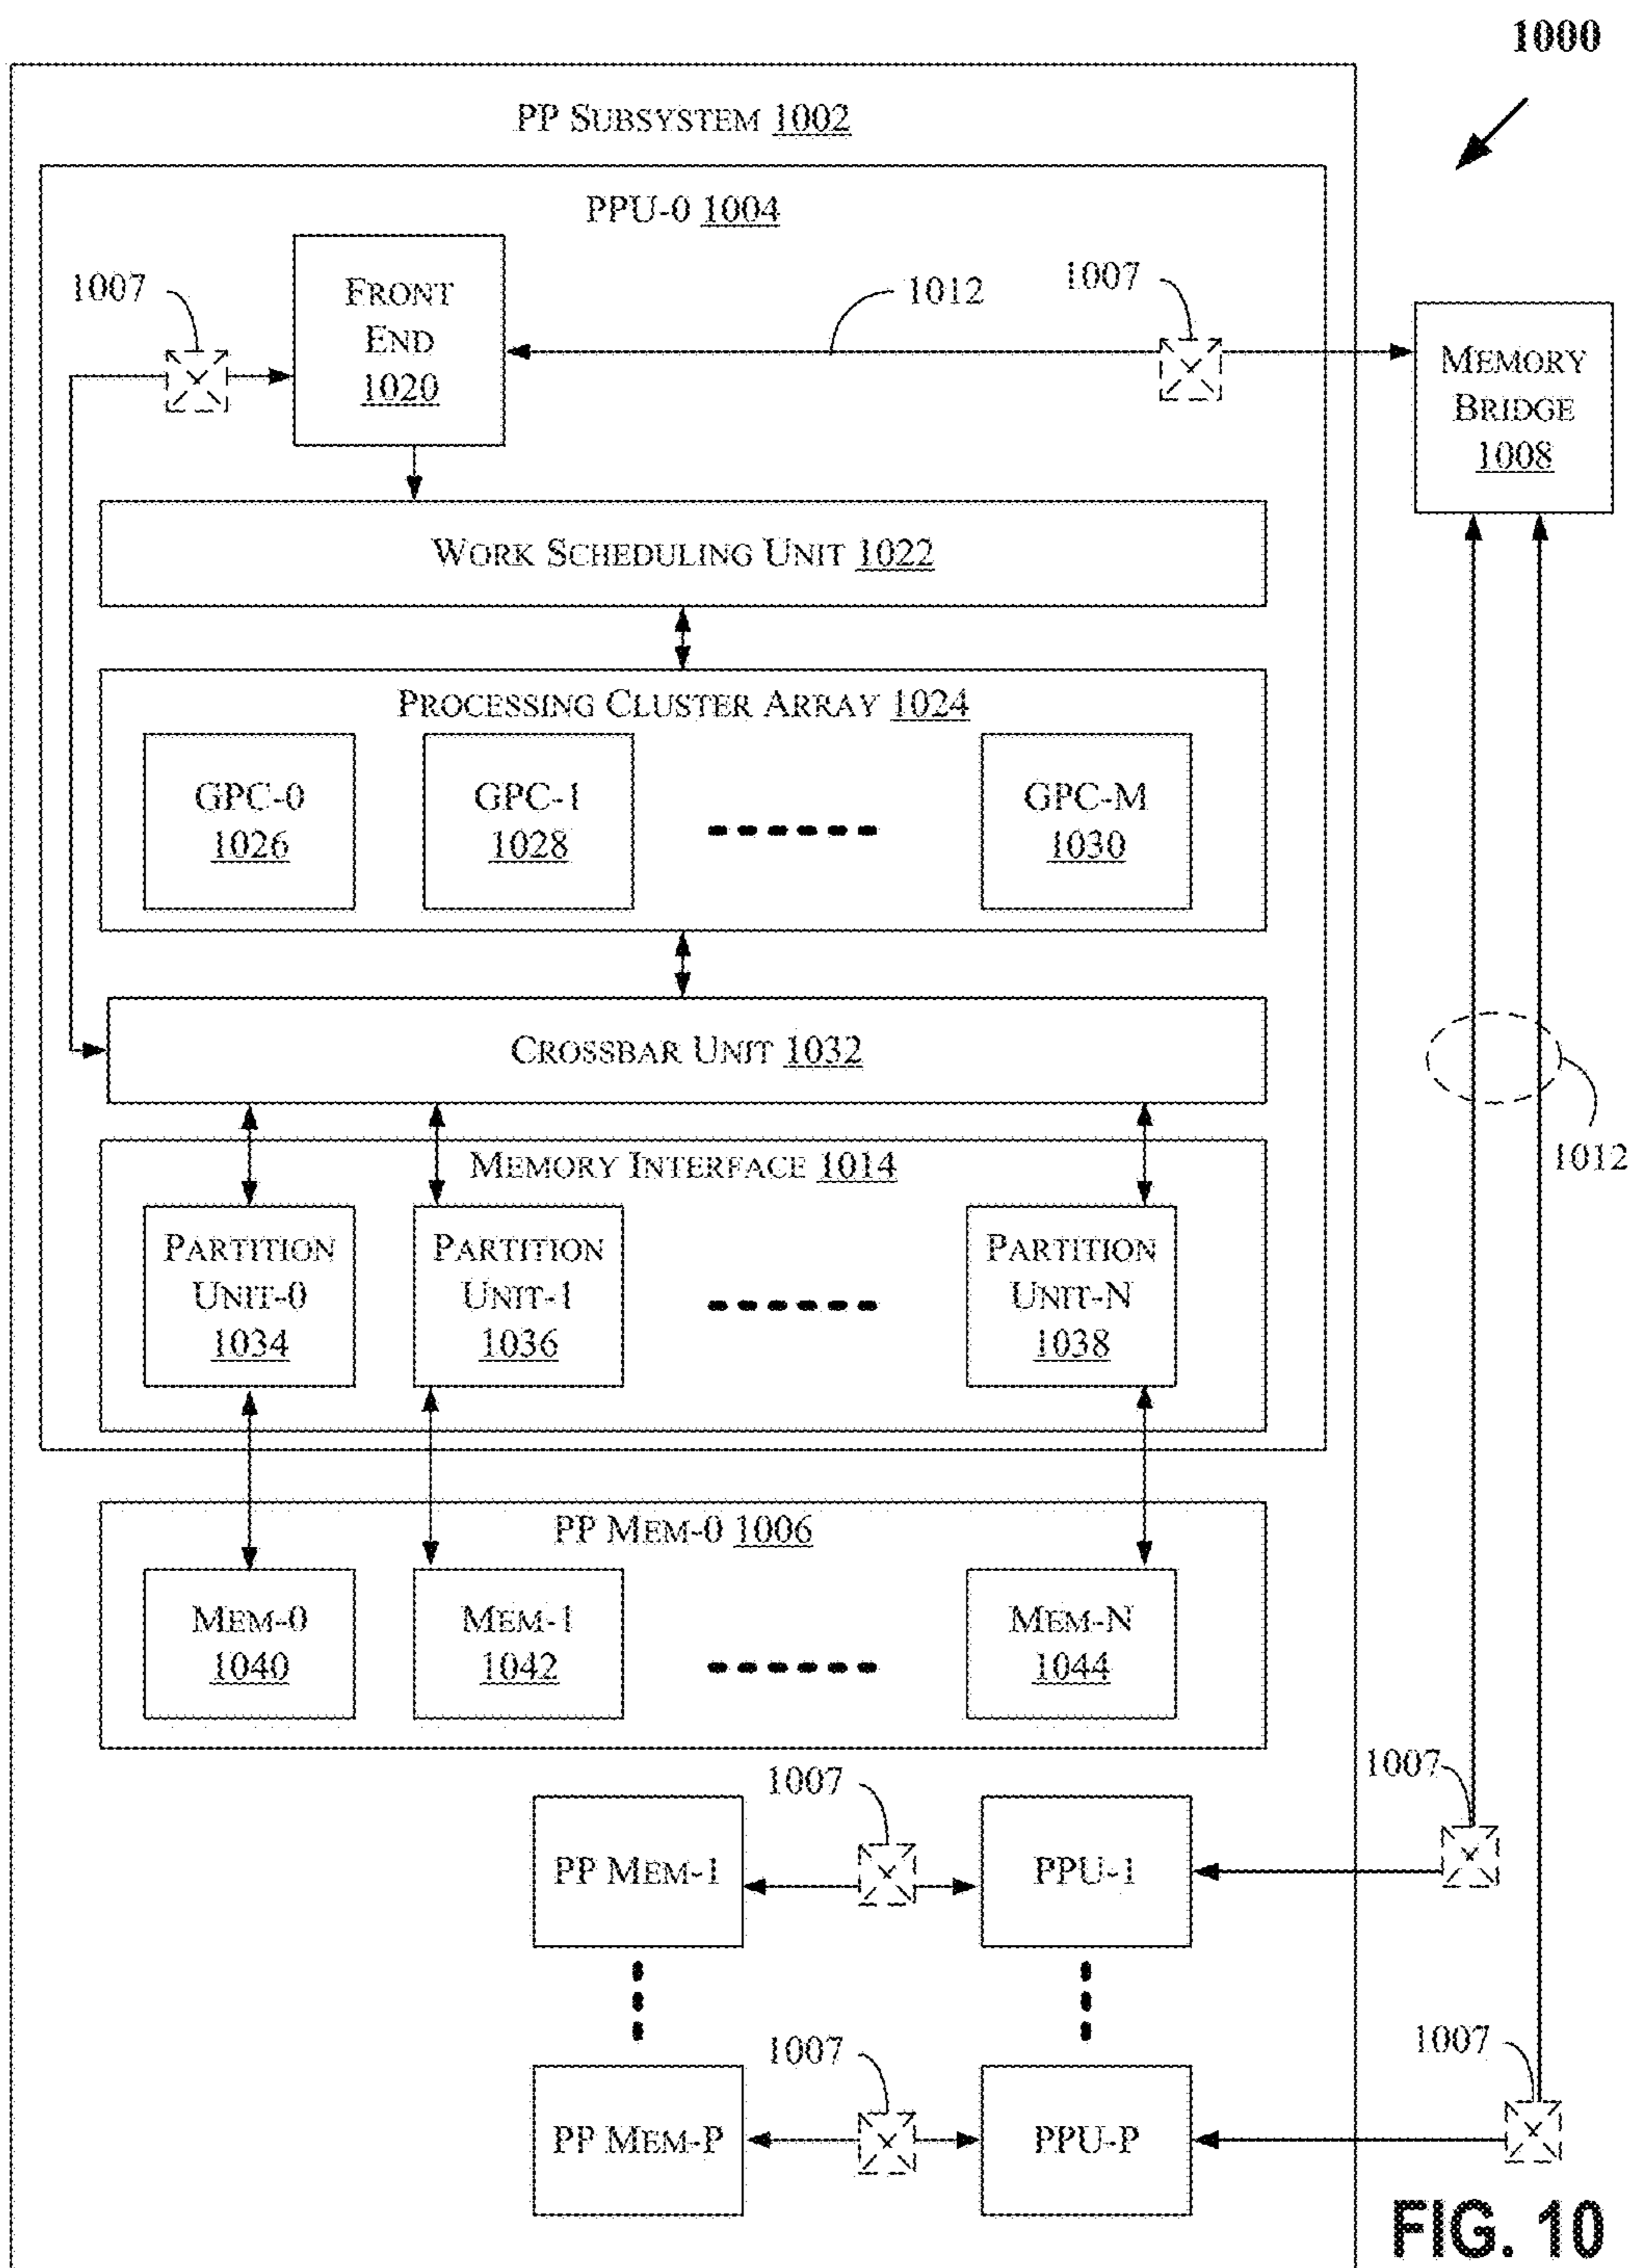 1000
PP SUBSYSTEM 1002
PPU-0 1004
1007
FRONT
END
1020
1012
1007
MEMORY
BRIDGE
1008
WORK SCHEDULING UNIT 1022
PROCESSING CLUSTER ARRAY 1024
GPC-0
1026
GPC-1
1028
GPC-M
1030
CROSSBAR UNIT 1032
1012
MEMORY INTERFACE 1014
PARTITION
UNIT-0
1034
PARTITION
UNIT-1
1036
PARTITION
UNIT-N
1038
PP MEM-0 1006
MEM-0
1040
MEM-1
1042
MEM-N
1044
1007
1007
PP MEM-1
PPU-1
1007
1007
PP MEM-P
PPU-P
FIG. 10